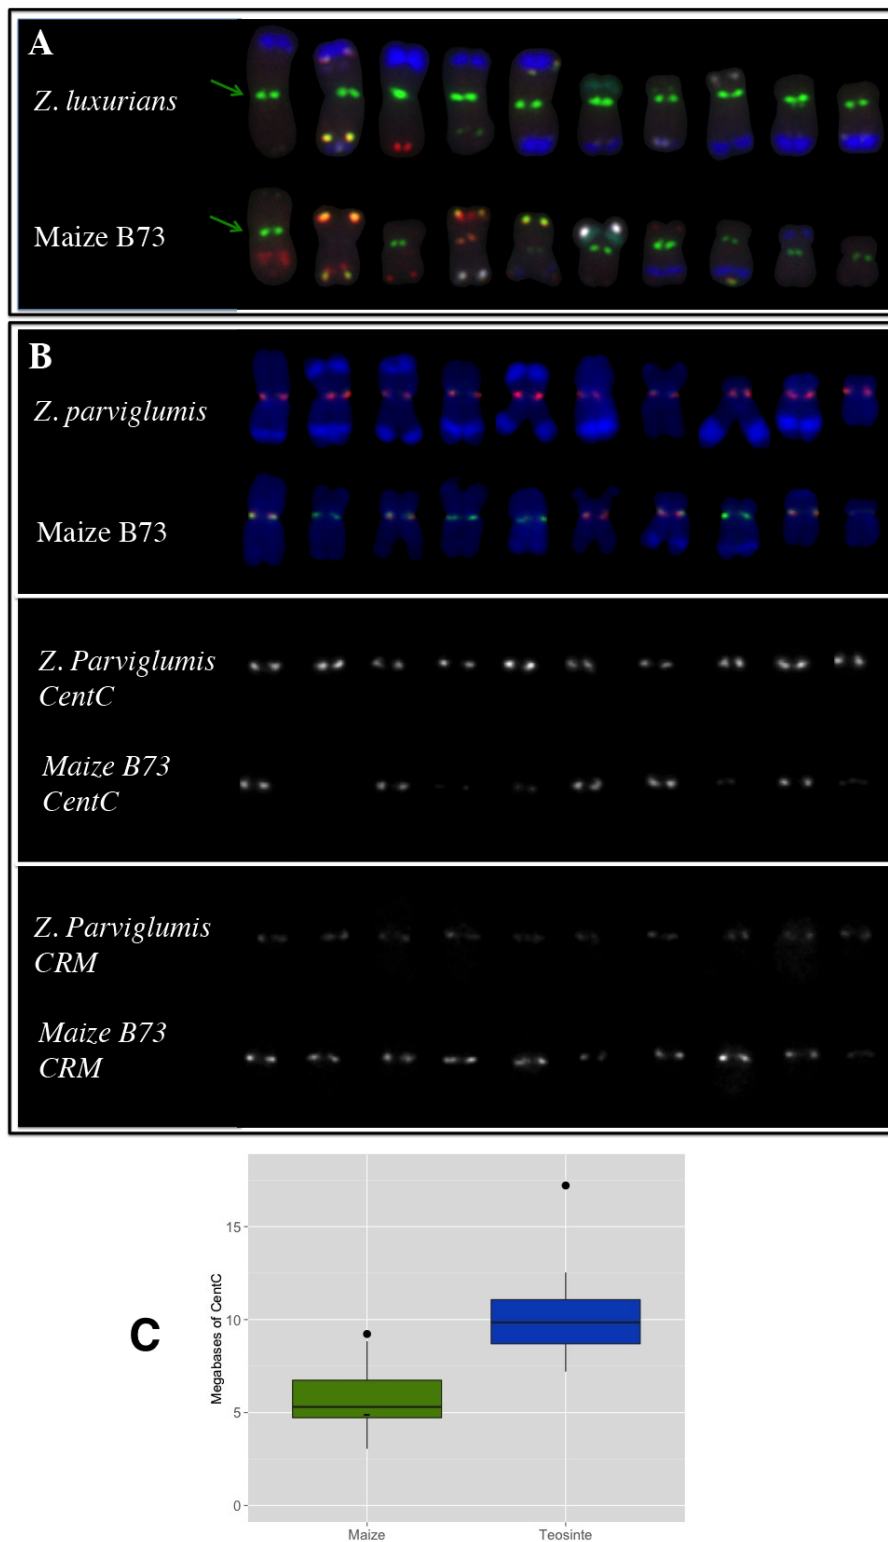 A
Z. luxurians
Maize B73
B
Z. parviglumis
Maize B73
Z. Parviglumis
CentC
Maize B73
CentC
Z. Parviglumis
CRM
Maize B73
CRM
C
Megabases of CentC
15
10
5
0
Maize
Teosinte